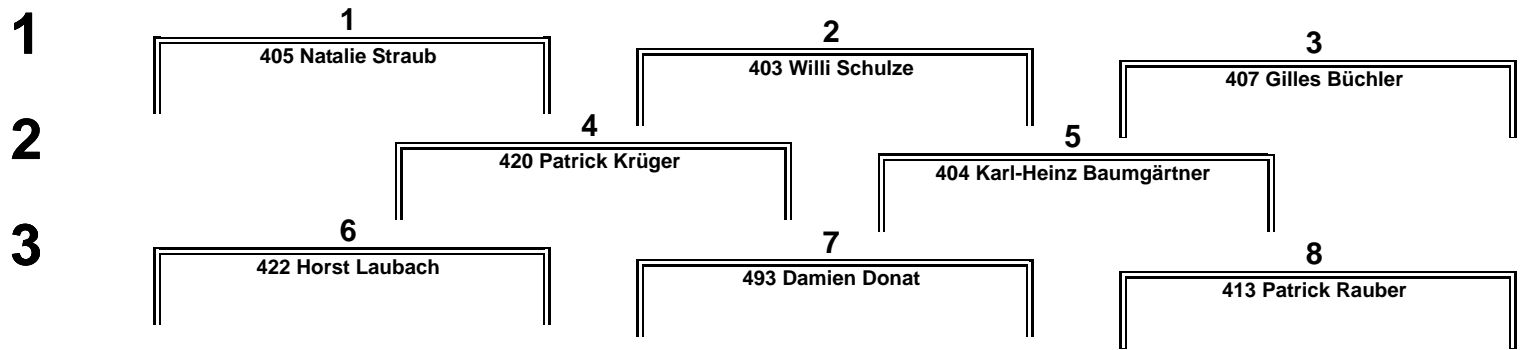 1
1
405 Natalie Straub
2
403 Willi Schulze
3
407 Gilles Büchler
2
4
420 Patrick Krüger
5
404 Karl-Heinz Baumgärtner
3
6
422 Horst Laubach
7
493 Damien Donat
8
413 Patrick Rauber